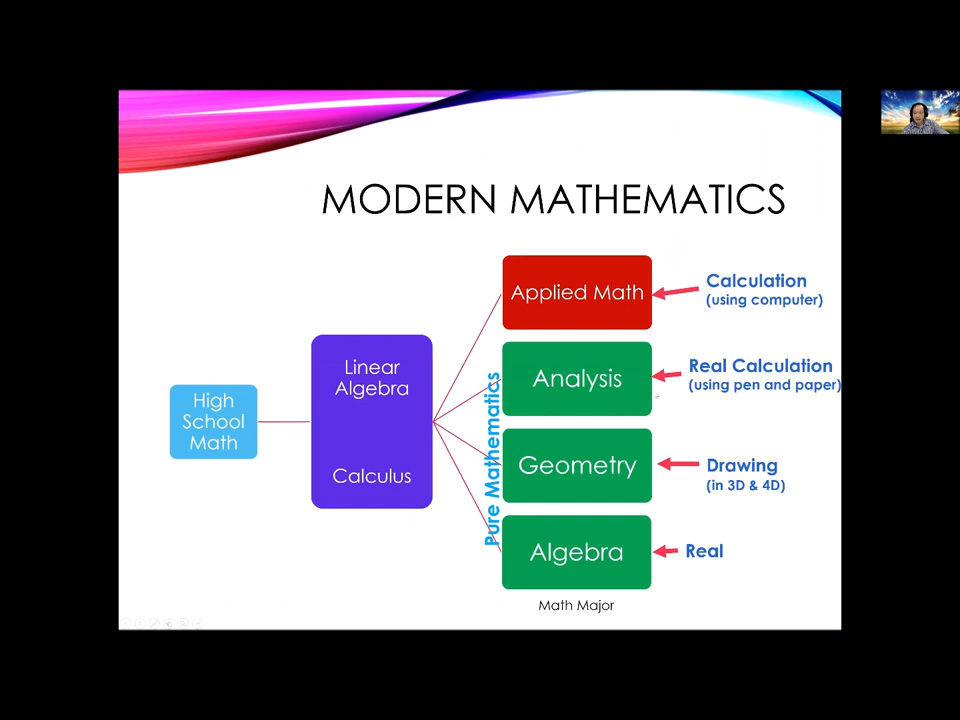 MODERN MATHEMATICS
High
School
Math
Linear
Algebra
Calculus
Pure Mathematics
Applied Math
Calculation
(using computer)
Analysis
Real Calculation
(using pen and paper)
Geometry
Drawing
(in 3D & 4D)
Algebra
Real
Math Major